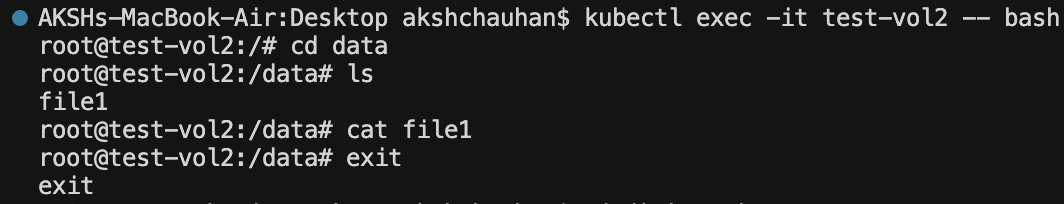 AKSHs-MacBook-Air:Desktop akshchauhan$ kubectl exec -it test-vol2 -- bash
root@test-vol2:/# cd data
root@test-vol2:/data# ls
file1
root@test-vol2:/data# cat file1
root@test-vol2:/data# exit
exit